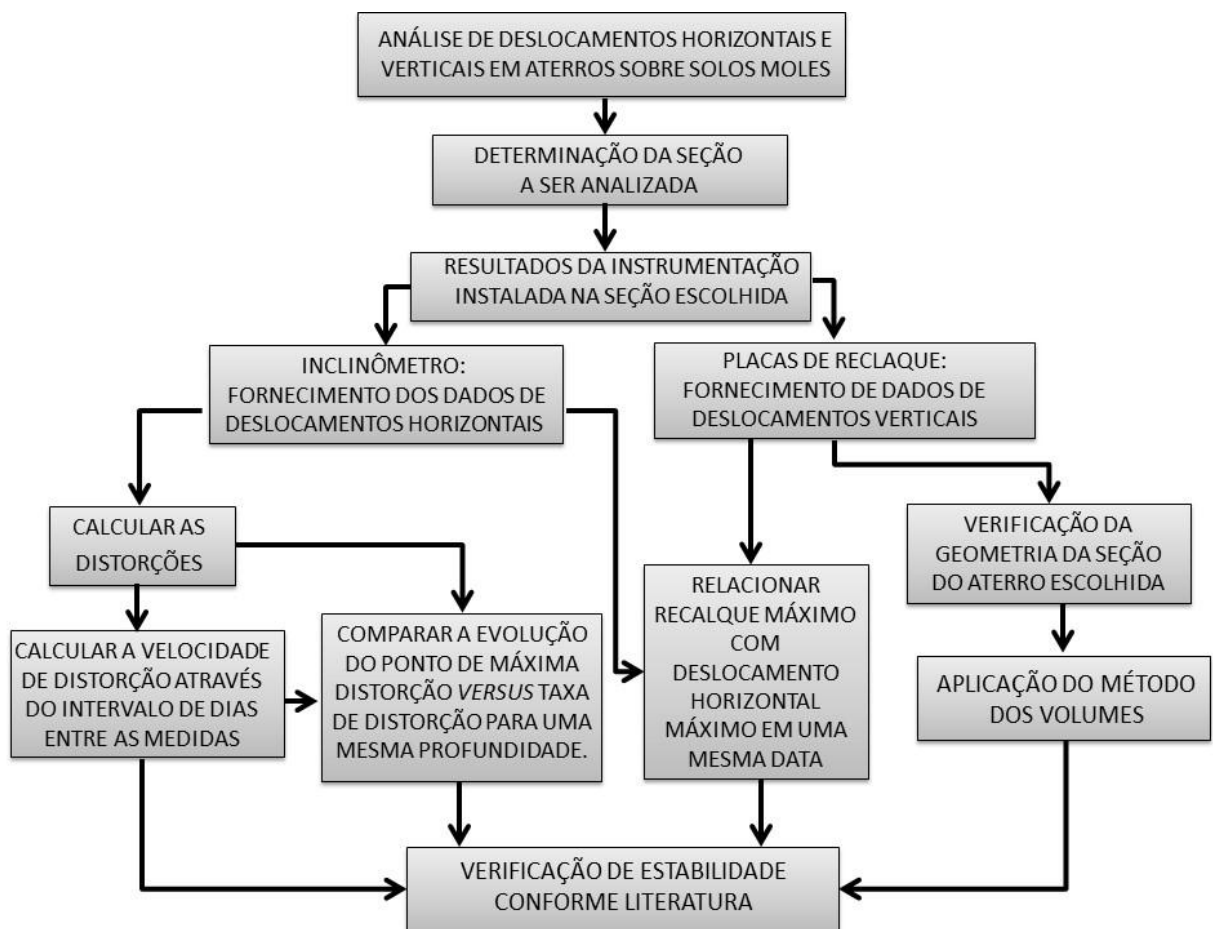 ANÁLISE DE DESLOCAMENTOS HORIZONTAIS E
VERTICAIS EM ATERROS SOBRE SOLOS MOLES
DETERMINAÇÃO DA SEÇÃO
A SER ANALIZADA
RESULTADOS DA INSTRUMENTAÇÃO
INSTALADA NA SEÇÃO ESCOLHIDA
INCLINÔMETRO:
FORNECIMENTO DOS DADOS DE
DESLOCAMENTOS HORIZONTAIS
PLACAS DE RECLAQUE:
FORNECIMENTO DE DADOS DE
DESLOCAMENTOS VERTICAIS
CALCULAR AS
DISTORÇÕES
VERIFICAÇÃO DA
GEOMETRIA DA SEÇÃO
DO ATERRO ESCOLHIDA
CALCULAR A VELOCIDADE
DE DISTORÇÃO ATRAVÉS
DO INTERVALO DE DIAS
ENTRE AS MEDIDAS
COMPARAR A EVOLUÇÃO
DO PONTO DE MÁXIMA
DISTORÇÃO VERSUS TAXA
DE DISTORÇÃO PARA UMA
MESMA PROFUNDIDADE.
RELACIONAR
RECALQUE MÁXIMO
COM
DESLOCAMENTO
HORIZONTAL
MÁXIMO EM UMA
MESMA DATA
APLICAÇÃO DO MÉTODO
DOS VOLUMES
VERIFICAÇÃO DE ESTABILIDADE
CONFORME LITERATURA